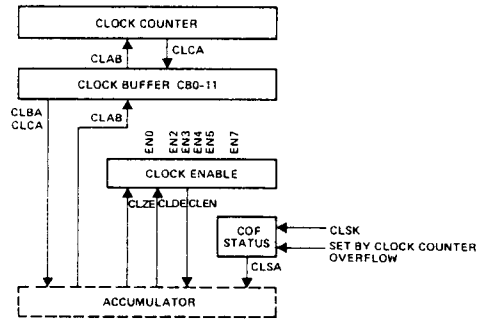 CLOCK COUNTER
CLAB
CLCA
CLOCK BUFFER CB0-11
CLBA
CLCA
CLAB
EN0
EN2
EN3
EN4
EN5
EN7
CLOCK ENABLE
CLZE
CLDE
CLEN
COF
STATUS
CLSK
SET BY CLOCK COUNTER
OVERFLOW
CLSA
ACCUMULATOR